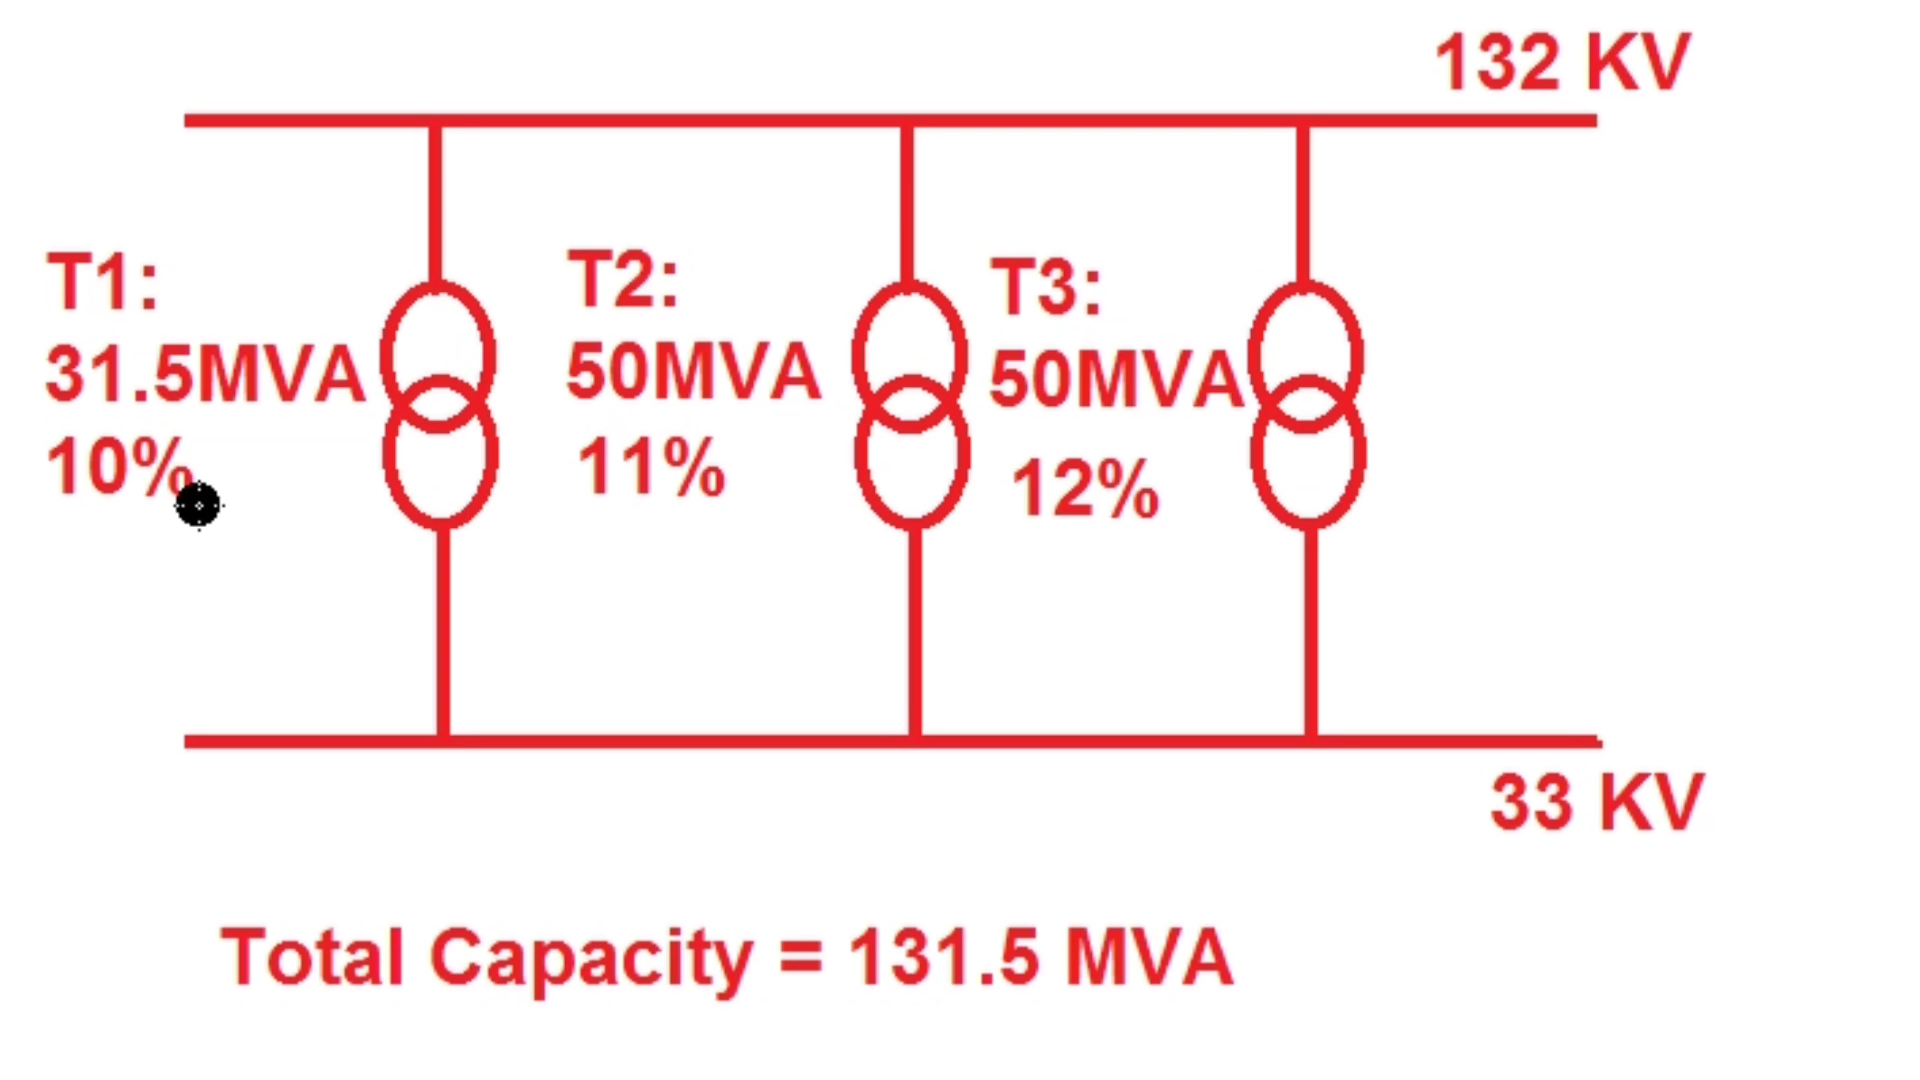 132 KV
T1:
31.5MVA
10%
T2:
50MVA
11%
T3:
50MVA
12%
33 KV
Total Capacity = 131.5 MVA